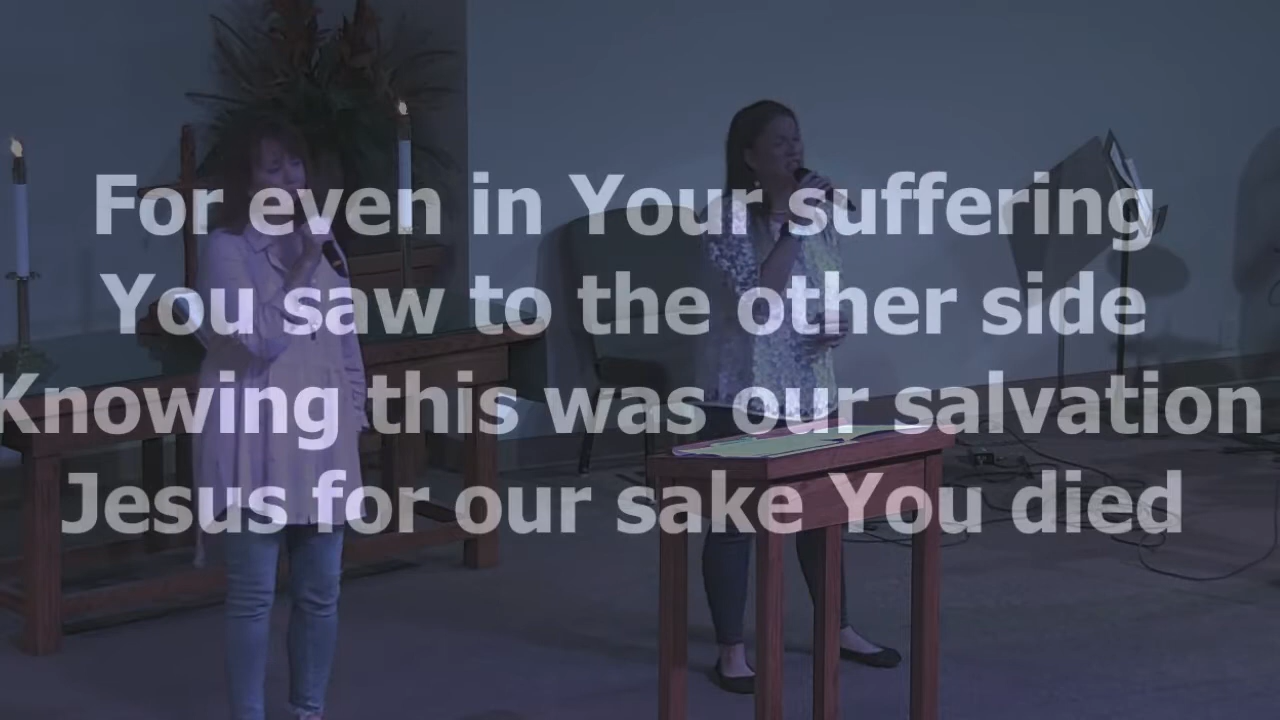 For even in Your suffering
You saw to the other side
Knowing this was our salvation
Jesus for our sake You died